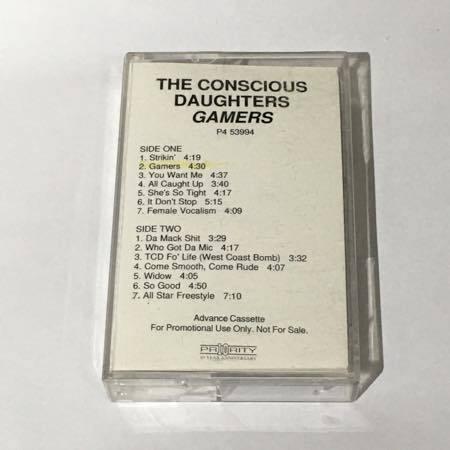 THE CONSCIOUS
DAUGHTERS
GAMERS
P4 53994
SIDE ONE
1. Strikin' 4:19
2. Gamers 4:30
3. You Want Me 4:37
4. All Caught Up 3:40
5. She's So Tight 4:17
6. It Don't Stop 5:15
7. Female Vocalism 4:09
SIDE TWO
1. Da Mack Shit 3:29
2. Who Got Da Mic 4:17
3. TCD Fo' Life (West Coast Bomb) 3:32
4. Come Smooth, Come Rude 4:07
5. Widow 4:05
6. So Good 4:50
7. All Star Freestyle 7:10
Advance Cassette
For Promotional Use Only. Not For Sale.
PRIORITY
10 YEAR ANNIVERSARY